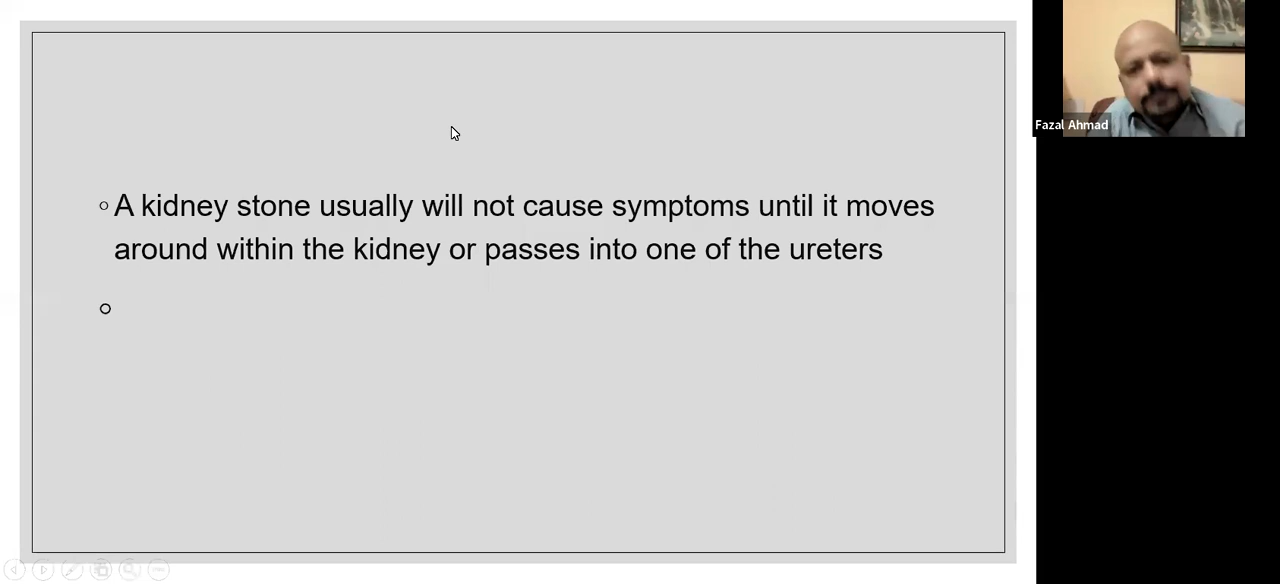 A kidney stone usually will not cause symptoms until it moves
around within the kidney or passes into one of the ureters
Fazal Ahmad